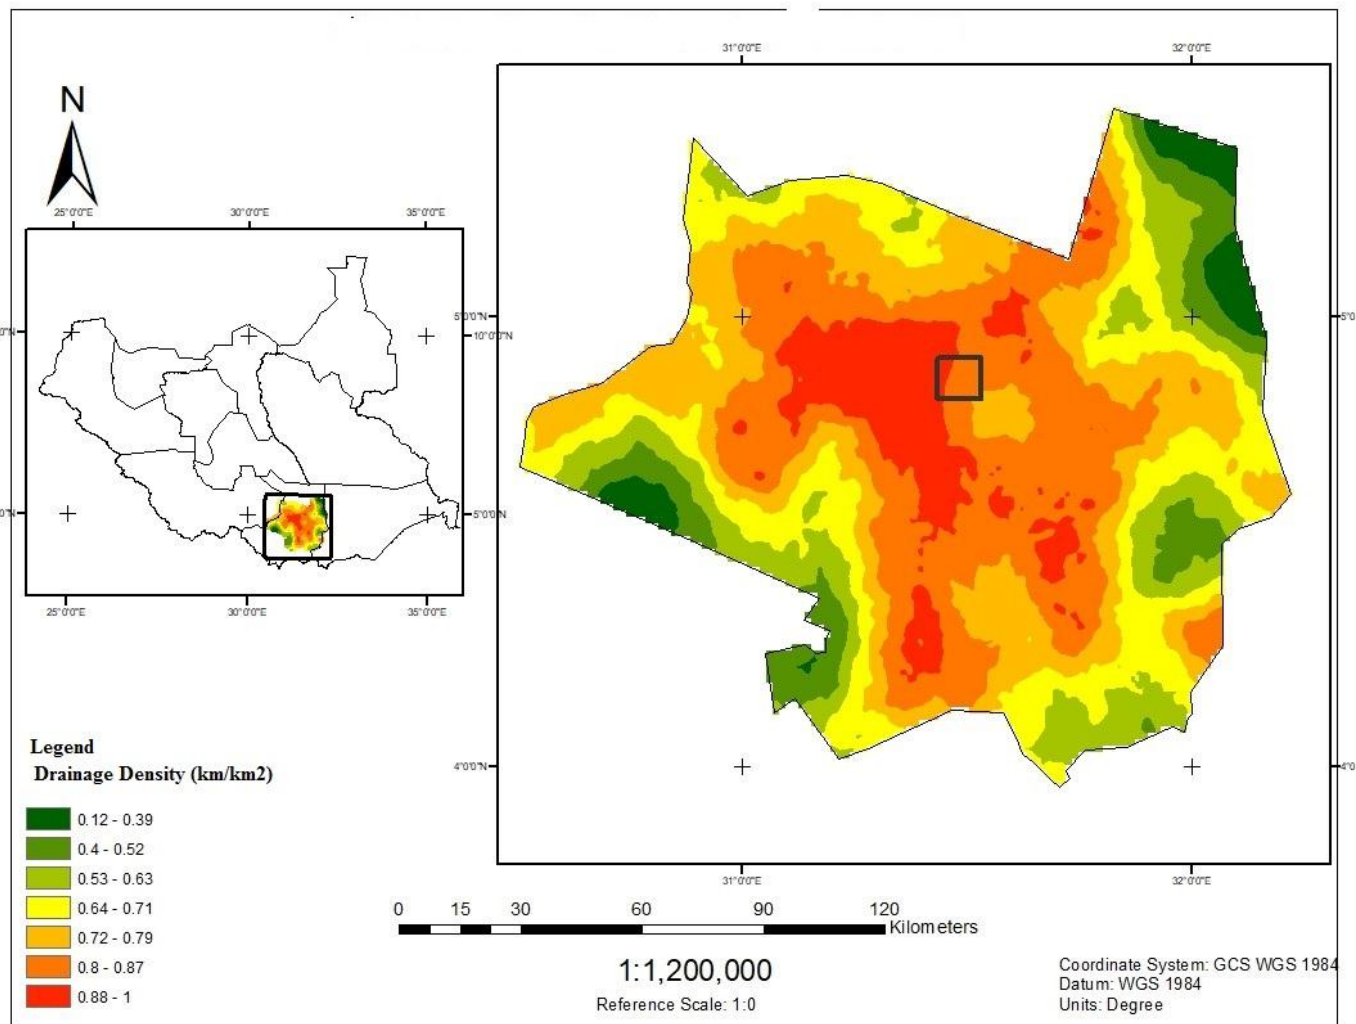 31°0'0"E 32°0'0"E
N
25°0'0"E 30°0'0"E 35°0'0"E
5°0'0"N
10°0'0"N
5°0'0"N
25°0'0"E 30°0'0"E 35°0'0"E
Legend
Drainage Density (km/km2)
0.12 - 0.39
0.4 - 0.52
0.53 - 0.63
0.64 - 0.71
0.72 - 0.79
0.8 - 0.87
0.88 - 1
4°0'0"N
31°0'0"E 32°0'0"E
0 15 30 60 90 120
Kilometers
1:1,200,000
Reference Scale: 1:0
Coordinate System: GCS WGS 1984
Datum: WGS 1984
Units: Degree